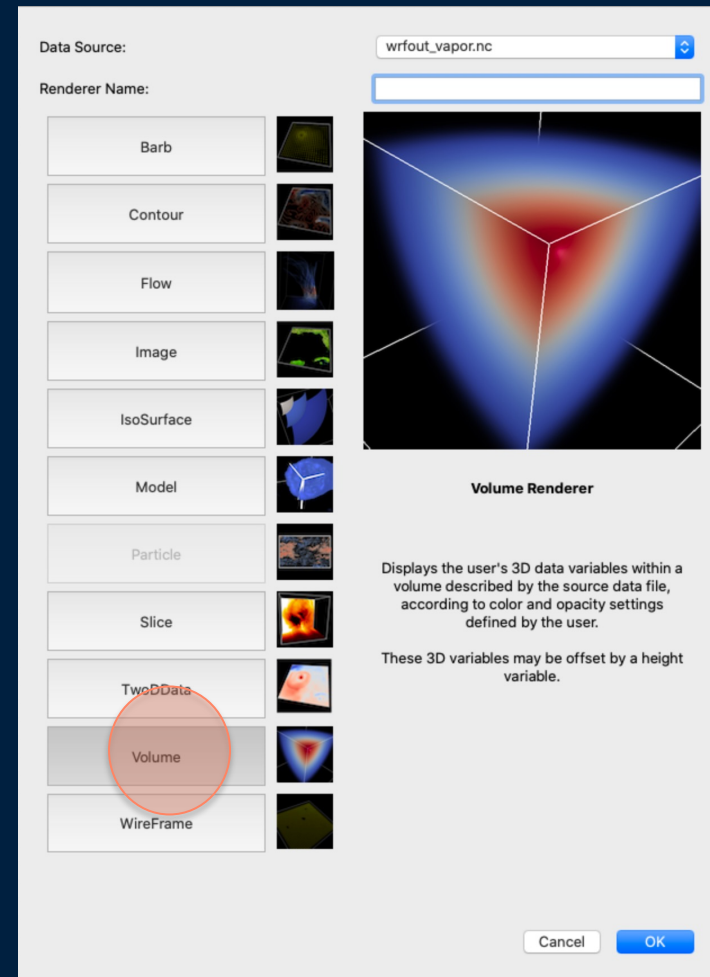 Data Source:
wrfout_vapor.nc
Renderer Name:
Barb
Contour
Flow
Image
IsoSurface
Model
Particle
Slice
TwoDData
Volume
WireFrame
Volume Renderer
Displays the user's 3D data variables within a
volume described by the source data file,
according to color and opacity settings
defined by the user.
These 3D variables may be offset by a height
variable.
Cancel
OK